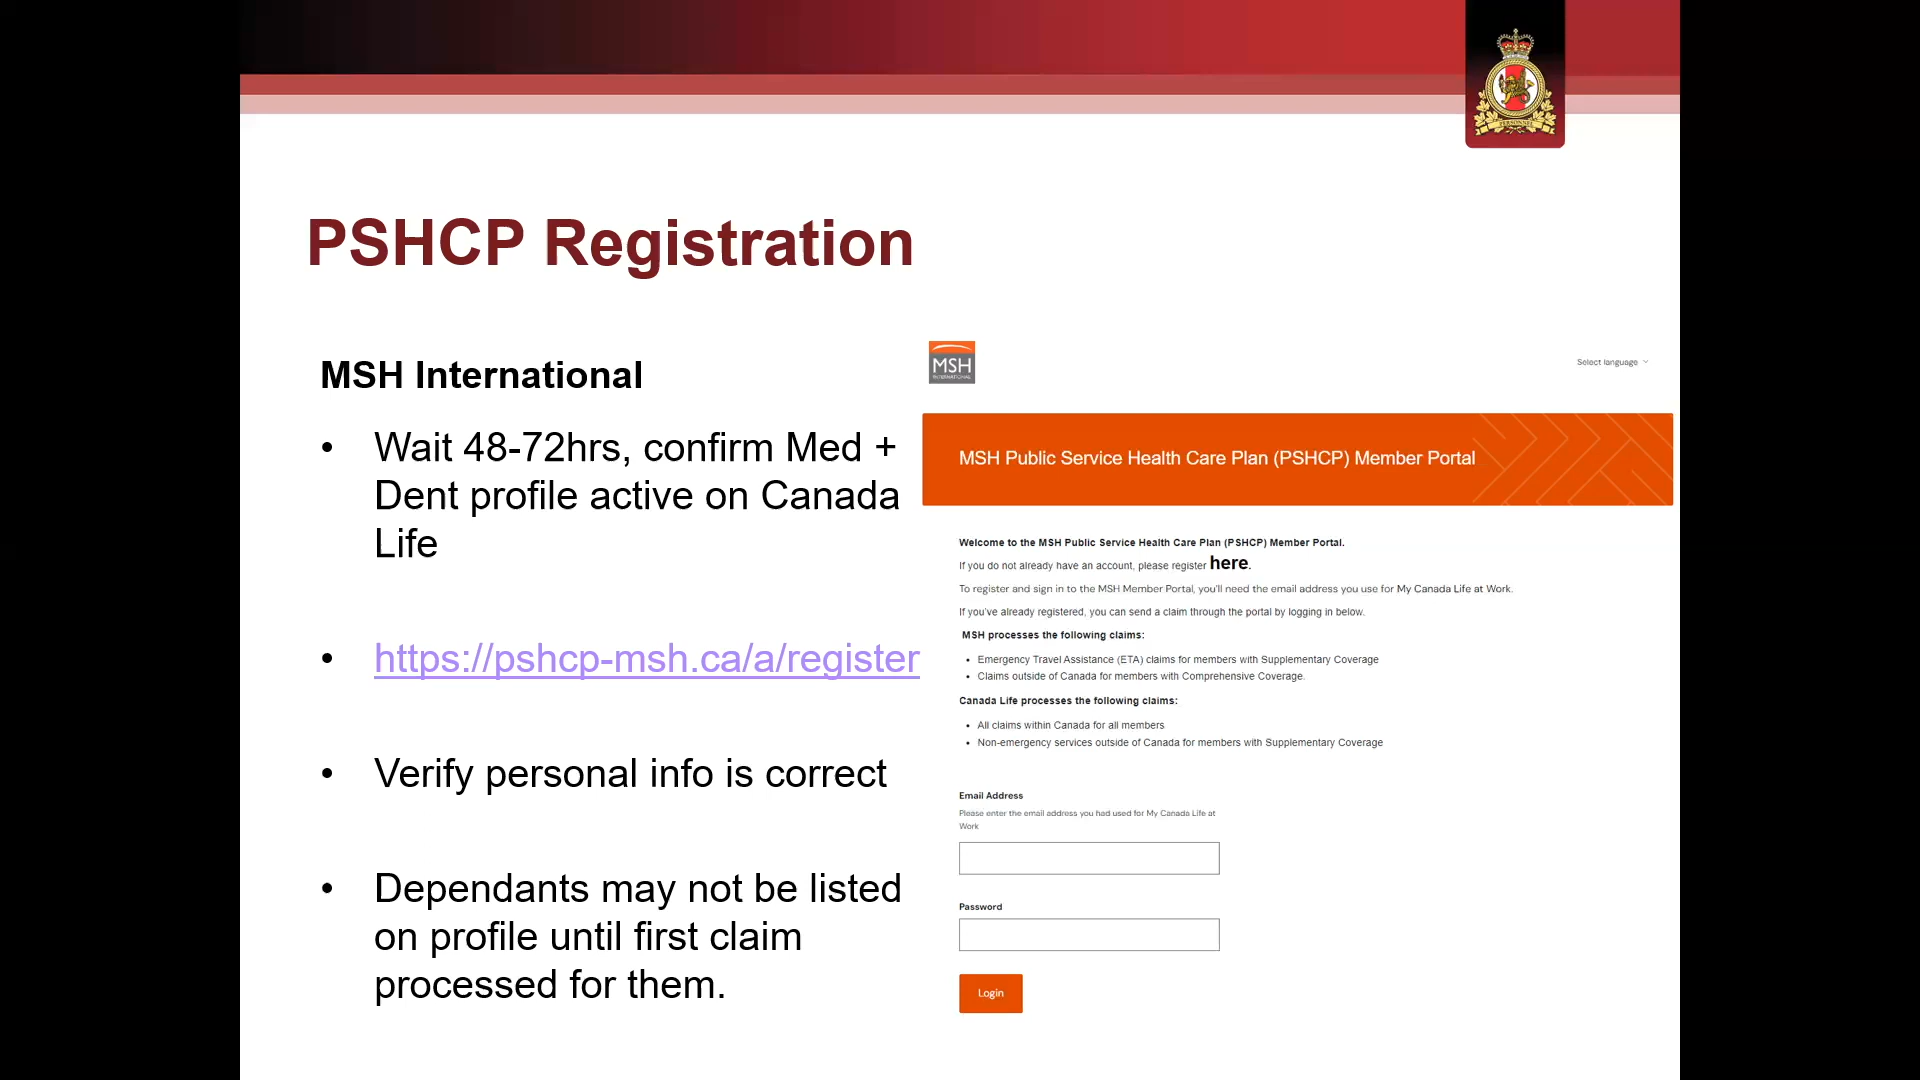 PERSONNEL
PSHCP Registration
MSH International
• Wait 48-72hrs, confirm Med +
Dent profile active on Canada
Life
• https://pshcp-msh.ca/a/register
• Verify personal info is correct
• Dependants may not be listed
on profile until first claim
processed for them.
MSH
INTERNATIONAL
Select language
MSH Public Service Health Care Plan (PSHCP) Member Portal
Welcome to the MSH Public Service Health Care Plan (PSHCP) Member Portal.
If you do not already have an account, please register here.
To register and sign in to the MSH Member Portal, you'll need the email address you use for My Canada Life at Work.
If you've already registered, you can send a claim through the portal by logging in below.
MSH processes the following claims:
• Emergency Travel Assistance (ETA) claims for members with Supplementary Coverage
• Claims outside of Canada for members with Comprehensive Coverage.
Canada Life processes the following claims:
• All claims within Canada for all members
• Non-emergency services outside of Canada for members with Supplementary Coverage
Email Address
Please enter the email address you had used for My Canada Life at
Work
Password
Login